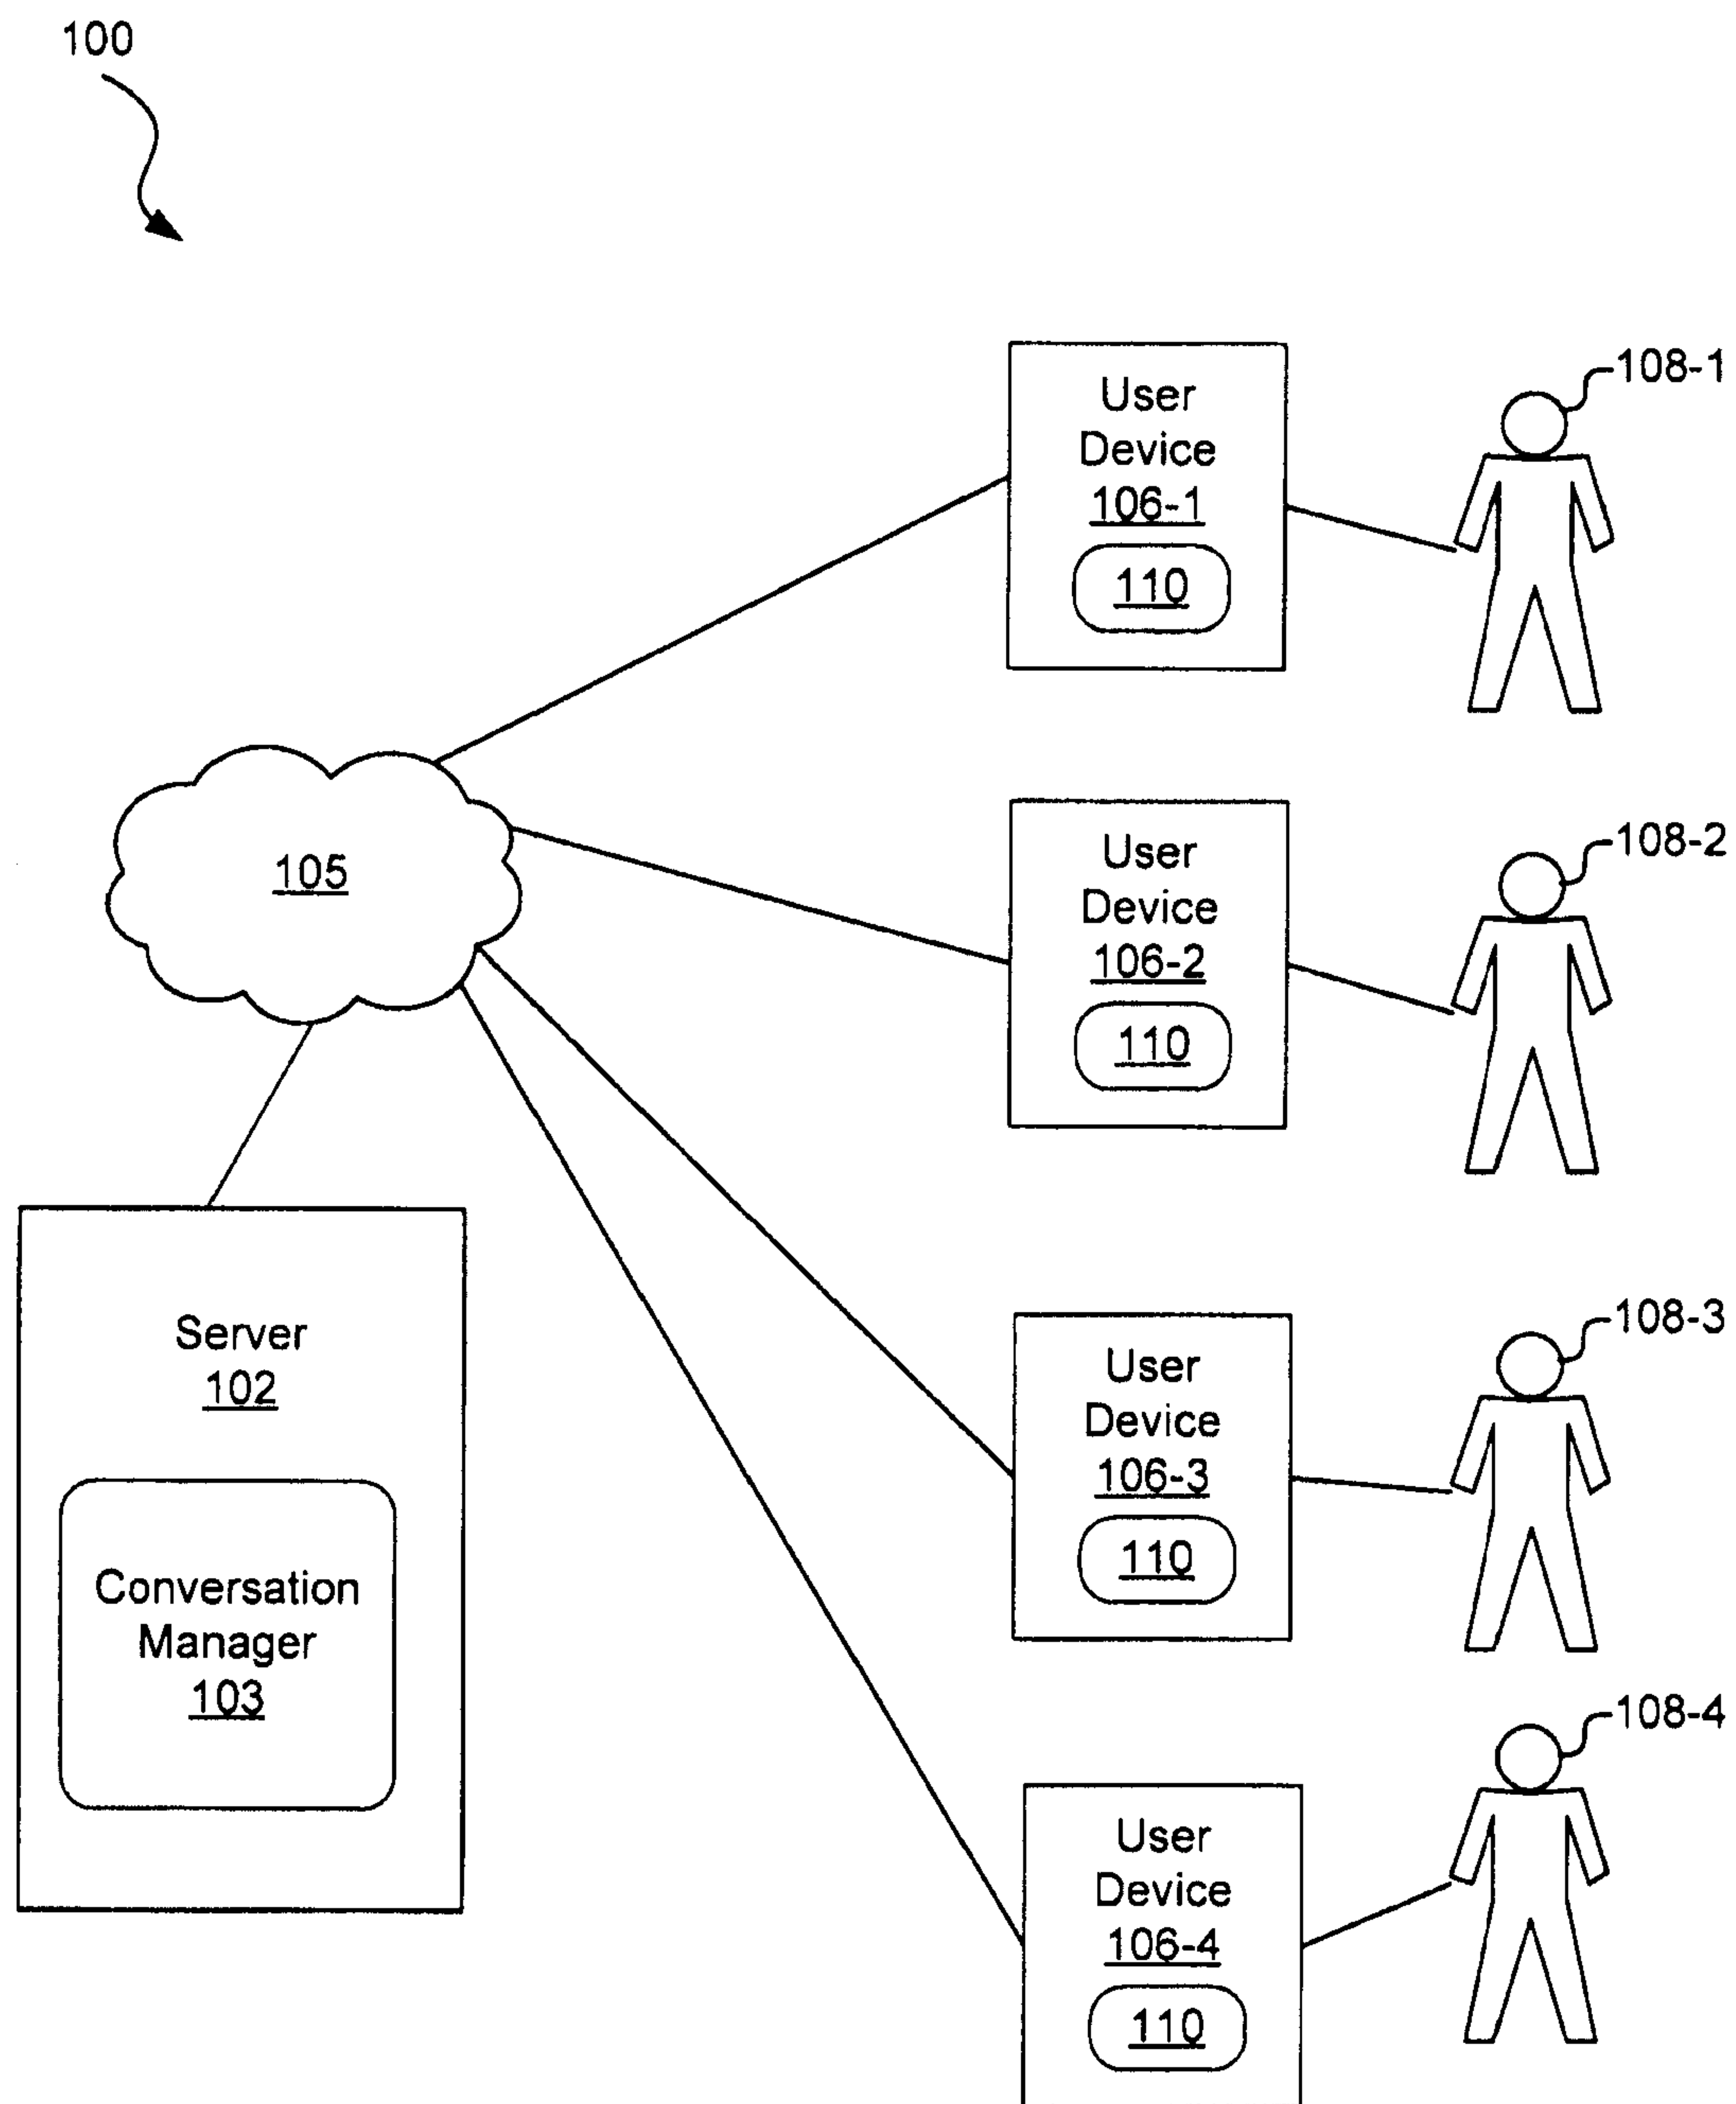 100
User
Device
106-1
110
108-1
105
User
Device
106-2
110
108-2
Server
102
Conversation
Manager
103
User
Device
106-3
110
108-3
User
Device
106-4
110
108-4